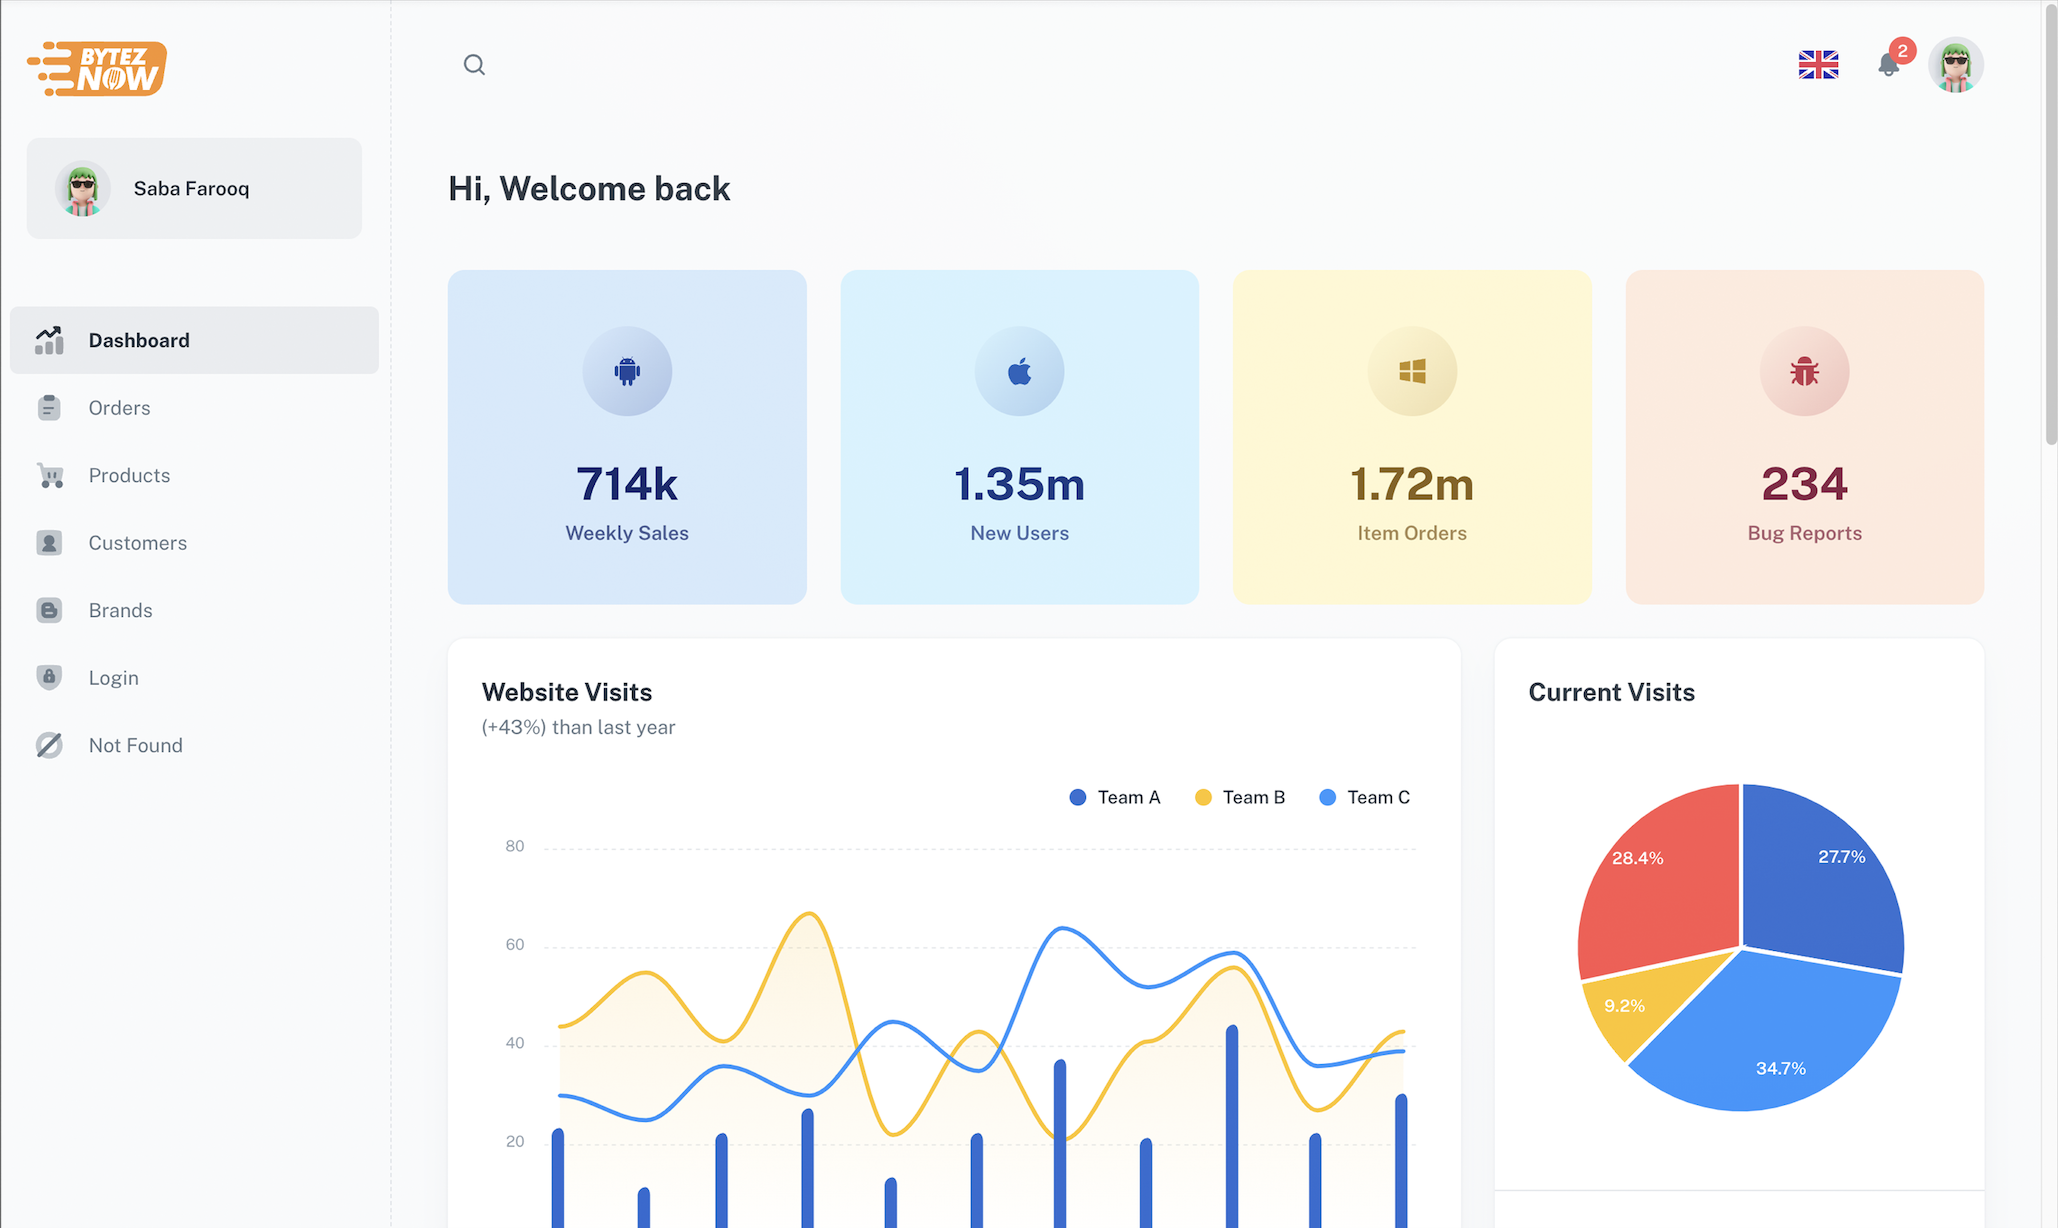 BYTEZ
NOW
2
Saba Farooq
Hi, Welcome back
Dashboard
Orders
Products
Customers
Brands
Login
Not Found
714k
Weekly Sales
1.35m
New Users
1.72m
Item Orders
234
Bug Reports
Website Visits
(+43%) than last year
Team A
Team B
Team C
80
60
40
20
Current Visits
28.4%
27.7%
9.2%
34.7%